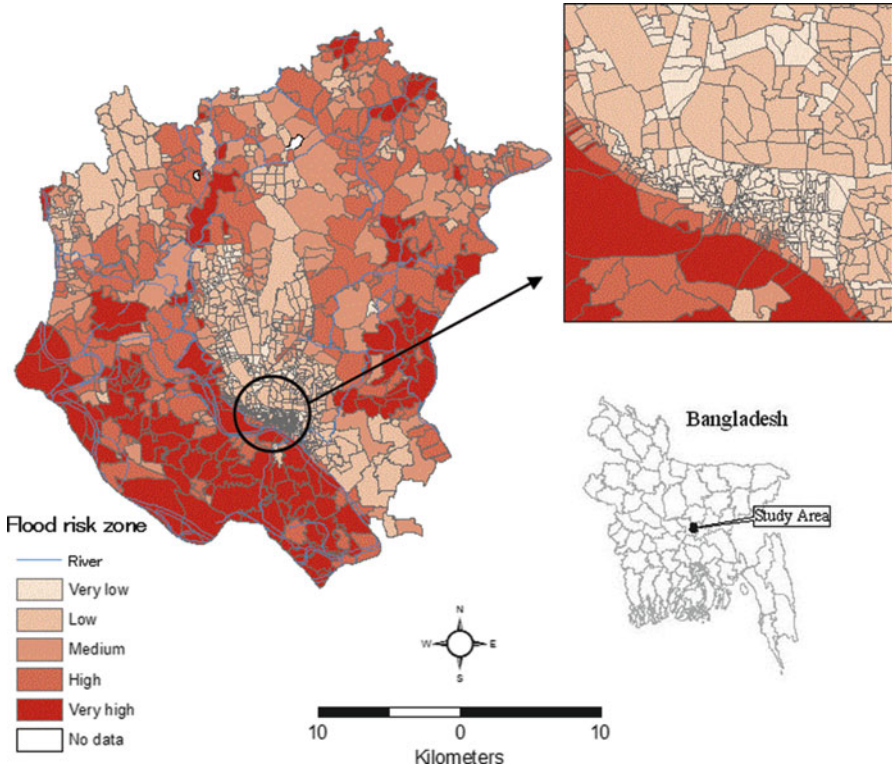 Bangladesh
Study Area
Flood risk zone
River
Very low
Low
Medium
High
Very high
No data
N
W E
S
10 0 10
Kilometers